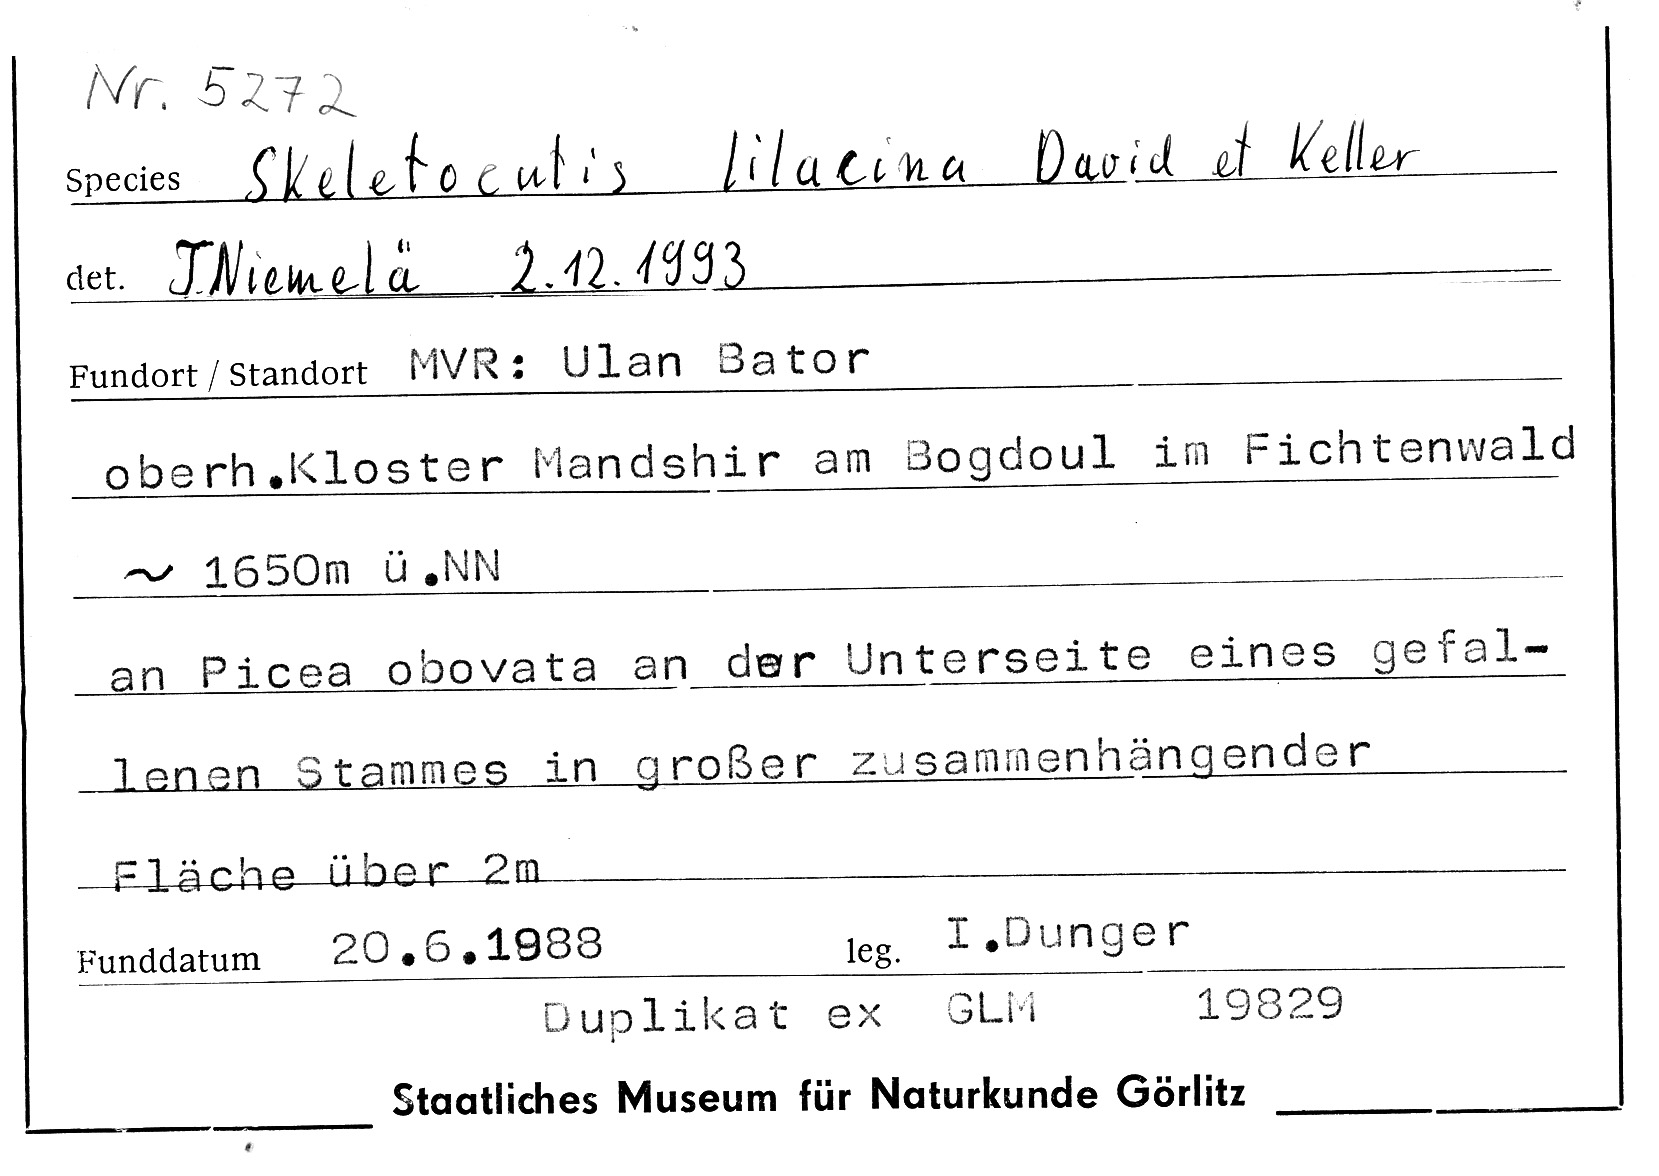 Nr. 5272
Species Skeletocutis lilacina David et Keller
det. T.Niemelä 2.12.1993
Fundort / Standort MVR: Ulan Bator
oberh.Kloster Mandshir am Bogdoul im Fichtenwald
~ 1650m ü.NN
an Picea obovata an der Unterseite eines gefal-
lenen Stammes in großer zusammenhängender
Fläche über 2m
Funddatum 20.6.1988 leg. I.Dunger
Duplikat ex GLM 19829
Staatliches Museum für Naturkunde Görlitz